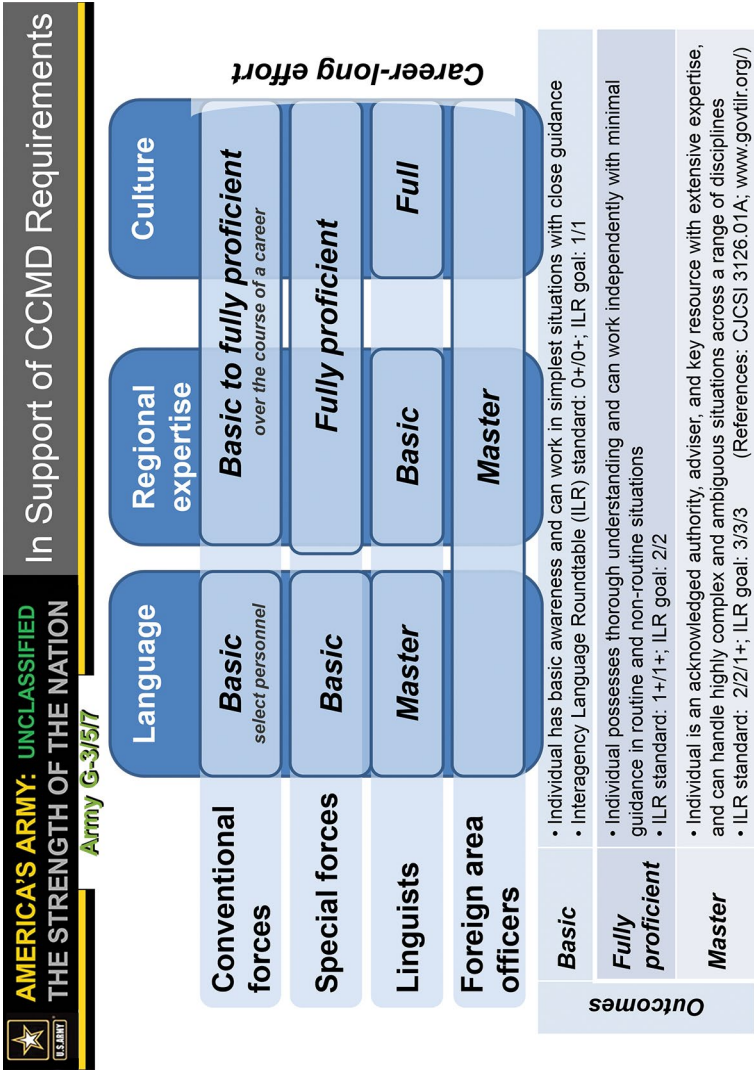 U.S.ARMY
AMERICA'S ARMY: UNCLASSIFIED
THE STRENGTH OF THE NATION
In Support of CCMD Requirements
Army G-3/5/7
Language
Regional
expertise
Culture
Career-long effort
Conventional
forces
Basic
select personnel
Basic to fully proficient
over the course of a career
Special forces
Basic
Fully proficient
Linguists
Master
Basic
Full
Foreign area
officers
Master
Outcomes
Basic
• Individual has basic awareness and can work in simplest situations with close guidance
• Interagency Language Roundtable (ILR) standard: 0+/0+; ILR goal: 1/1
Fully
proficient
• Individual possesses thorough understanding and can work independently with minimal
guidance in routine and non-routine situations
• ILR standard: 1+/1+; ILR goal: 2/2
Master
• Individual is an acknowledged authority, adviser, and key resource with extensive expertise,
and can handle highly complex and ambiguous situations across a range of disciplines
• ILR standard: 2/2/1+; ILR goal: 3/3/3 (References: CJCSI 3126.01A; www.govtilr.org/)